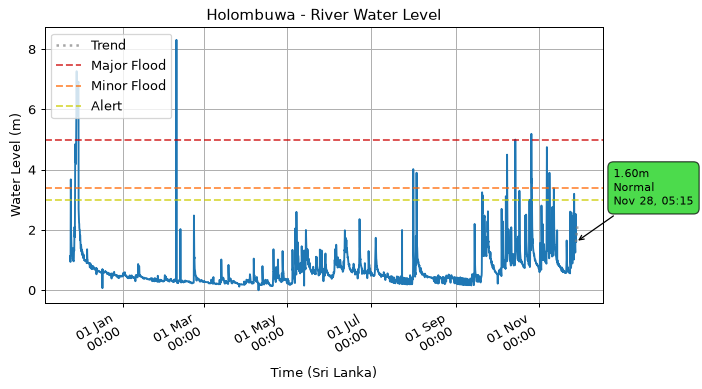 Holombuwa - River Water Level
Trend
Major Flood
Minor Flood
Alert
8
6
4
2
0
Water Level (m)
1.60m
Normal
Nov 28, 05:15
01 Jan
00:00
01 Mar
00:00
01 May
00:00
01 Jul
00:00
01 Sep
00:00
01 Nov
00:00
Time (Sri Lanka)